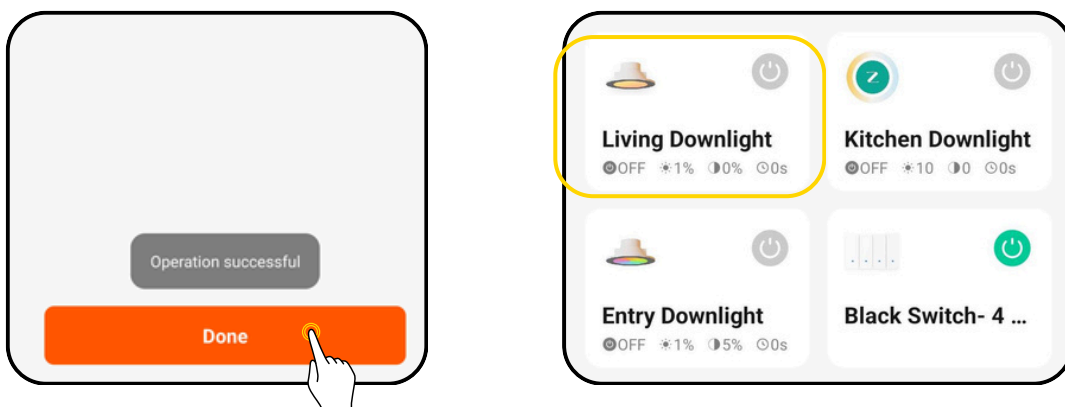 Operation successful
Done
Living Downlight
OFF 1% 0% 0s
Z
Kitchen Downlight
OFF 10 0 0s
Entry Downlight
OFF 1% 5% 0s
Black Switch- 4 ...